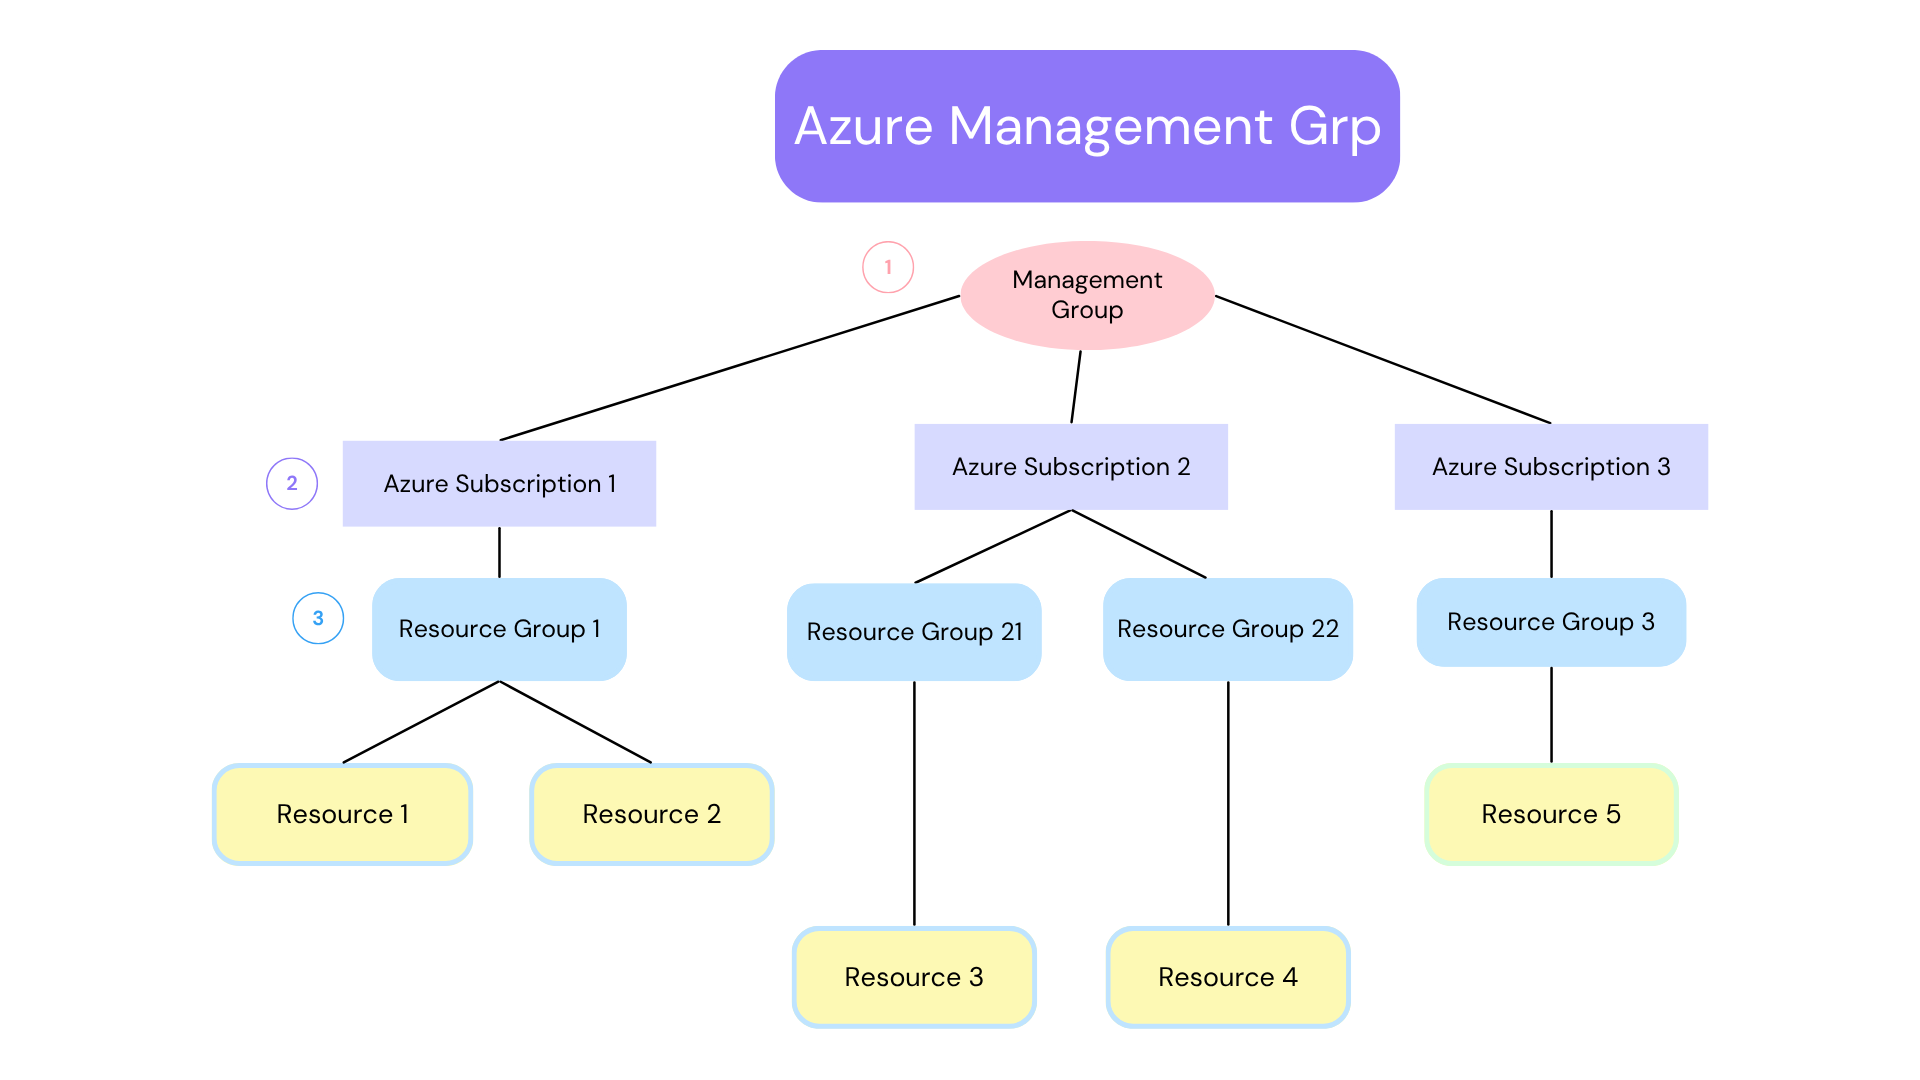 Azure Management Grp
1
Management
Group
2
Azure Subscription 1
Azure Subscription 2
Azure Subscription 3
3
Resource Group 1
Resource Group 21
Resource Group 22
Resource Group 3
Resource 1
Resource 2
Resource 5
Resource 3
Resource 4